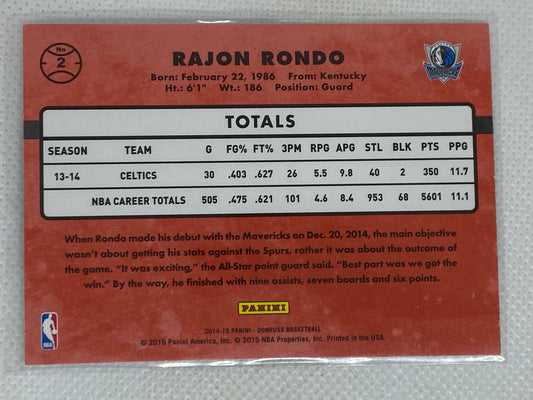 No
2
RAJON RONDO
Born: February 22, 1986 From: Kentucky
Ht.: 6'1" Wt.: 186 Position: Guard
MAVERICKS
TOTALS
SEASON TEAM G FG% FT% 3PM RPG APG STL BLK PTS PPG
13-14 CELTICS 30 .403 .627 26 5.5 9.8 40 2 350 11.7
NBA CAREER TOTALS 505 .475 .621 101 4.6 8.4 953 68 5601 11.1
When Rondo made his debut with the Mavericks on Dec. 20, 2014, the main objective
wasn't about getting his stats against the Spurs, rather it was about the outcome of
the game. “It was exciting,” the All-Star point guard said. “Best part was we got the
win.” By the way, he finished with nine assists, seven boards and six points.
PANINI
NBA
2014-15 PANINI - DONRUSS BASKETBALL
© 2015 Panini America, Inc. © 2015 NBA Properties, Inc. Printed in the USA.